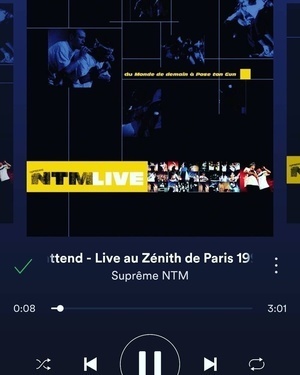 du Monde de demain à Pose ton Gun
NTM LIVE
ttend - Live au Zénith de Paris 19
Suprême NTM
0:08
3:01